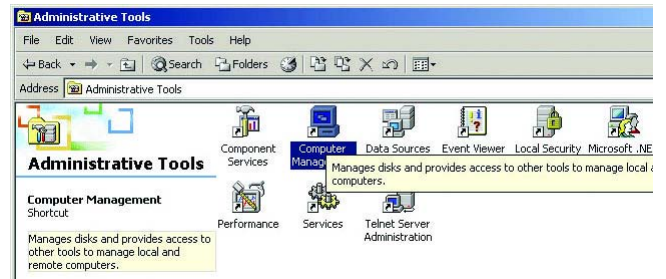 Administrative Tools
File Edit View Favorites Tools Help
Back Search Folders
Address Administrative Tools
Administrative Tools
Computer Management
Shortcut
Manages disks and provides access to
other tools to manage local and
remote computers.
Component
Services
Computer
Data Sources
Event Viewer
Local Security
Microsoft .NE
Manages disks and provides access to other tools to manage local
computers.
Performance
Services
Telnet Server
Administration